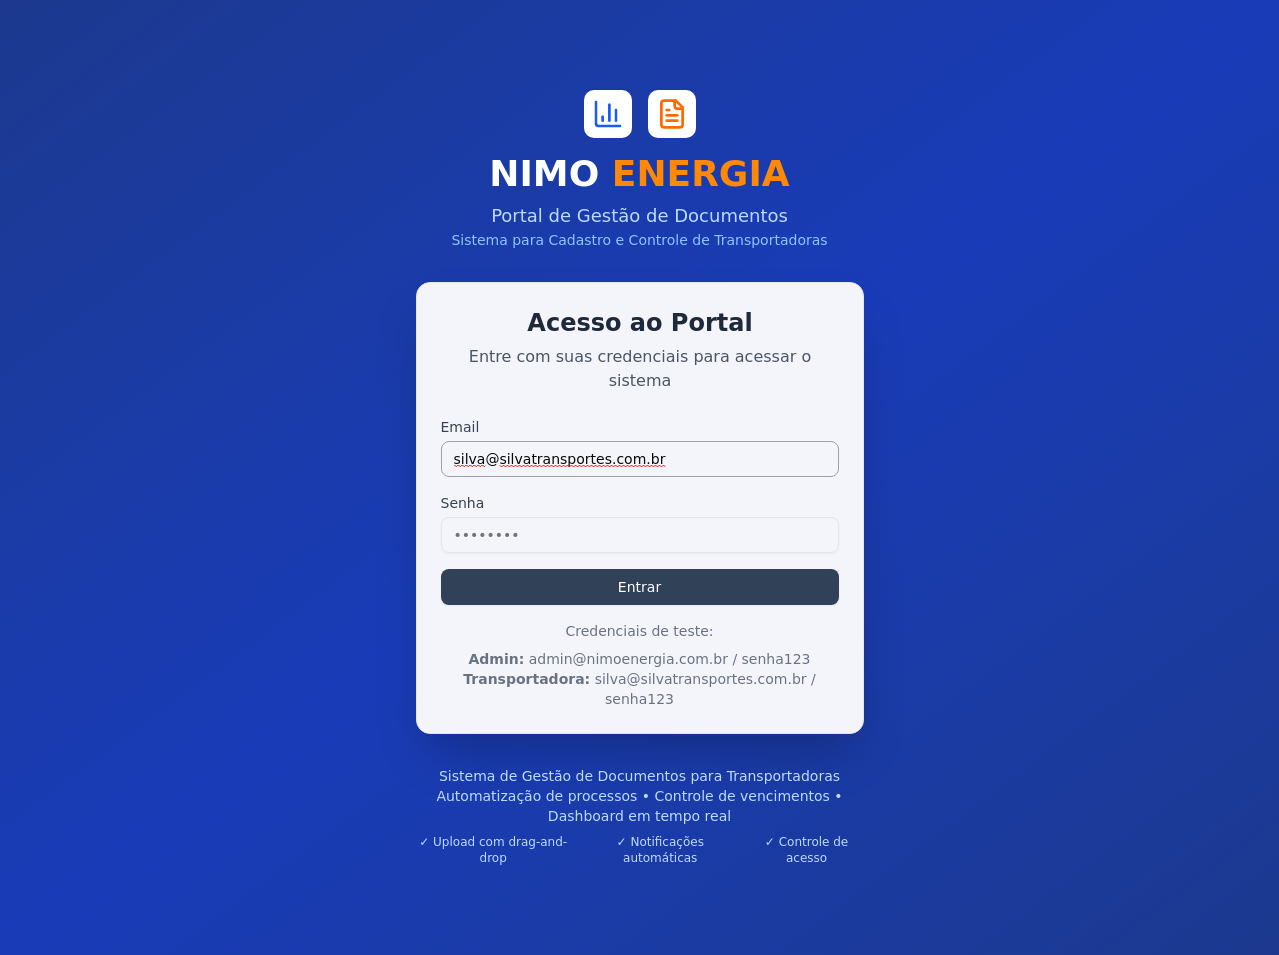 NIMO ENERGIA
Portal de Gestão de Documentos
Sistema para Cadastro e Controle de Transportadoras
Acesso ao Portal
Entre com suas credenciais para acessar o
sistema
Email
silva@silvatransportes.com.br
Senha
••••••••
Entrar
Credenciais de teste:
Admin: admin@nimoenergia.com.br / senha123
Transportadora: silva@silvatransportes.com.br /
senha123
Sistema de Gestão de Documentos para Transportadoras
Automatização de processos • Controle de vencimentos •
Dashboard em tempo real
✓ Upload com drag-and-
drop
✓ Notificações
automáticas
✓ Controle de
acesso